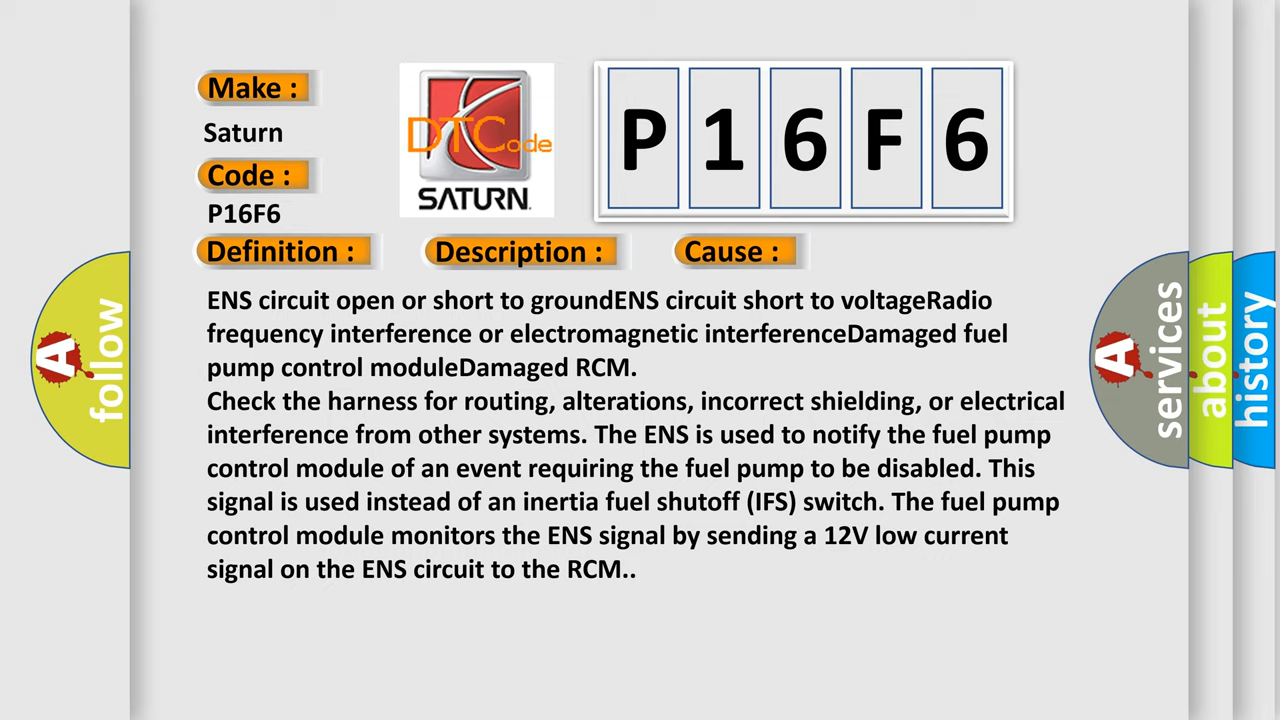 Make :
Saturn
Code :
P16F6
DTCode
SATURN
P 1 6 F 6
Definition :
Description :
Cause :
ENS circuit open or short to groundENS circuit short to voltageRadio
frequency interference or electromagnetic interferenceDamaged fuel
pump control moduleDamaged RCM.
Check the harness for routing, alterations, incorrect shielding, or electrical
interference from other systems. The ENS is used to notify the fuel pump
control module of an event requiring the fuel pump to be disabled. This
signal is used instead of an inertia fuel shutoff (IFS) switch. The fuel pump
control module monitors the ENS signal by sending a 12V low current
signal on the ENS circuit to the RCM..
A follow
A services
about
history